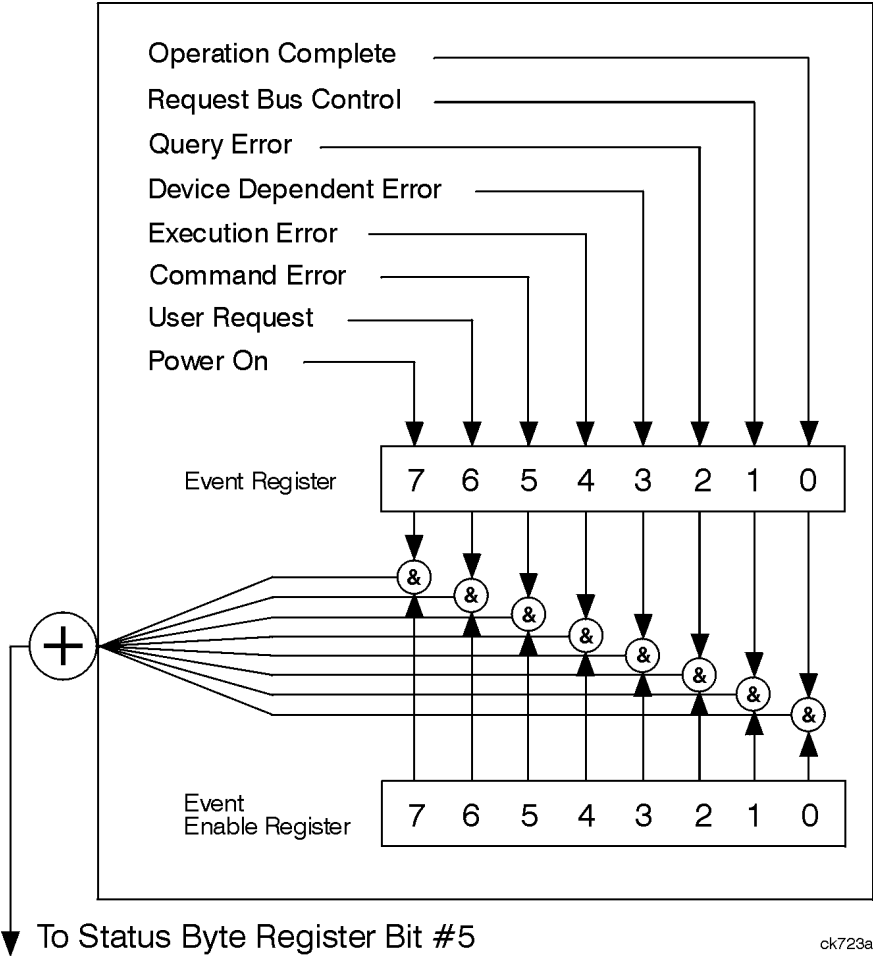 Operation Complete
Request Bus Control
Query Error
Device Dependent Error
Execution Error
Command Error
User Request
Power On
Event Register 7 6 5 4 3 2 1 0
& & & & & & & &
+
Event
Enable Register 7 6 5 4 3 2 1 0
To Status Byte Register Bit #5
ck723a